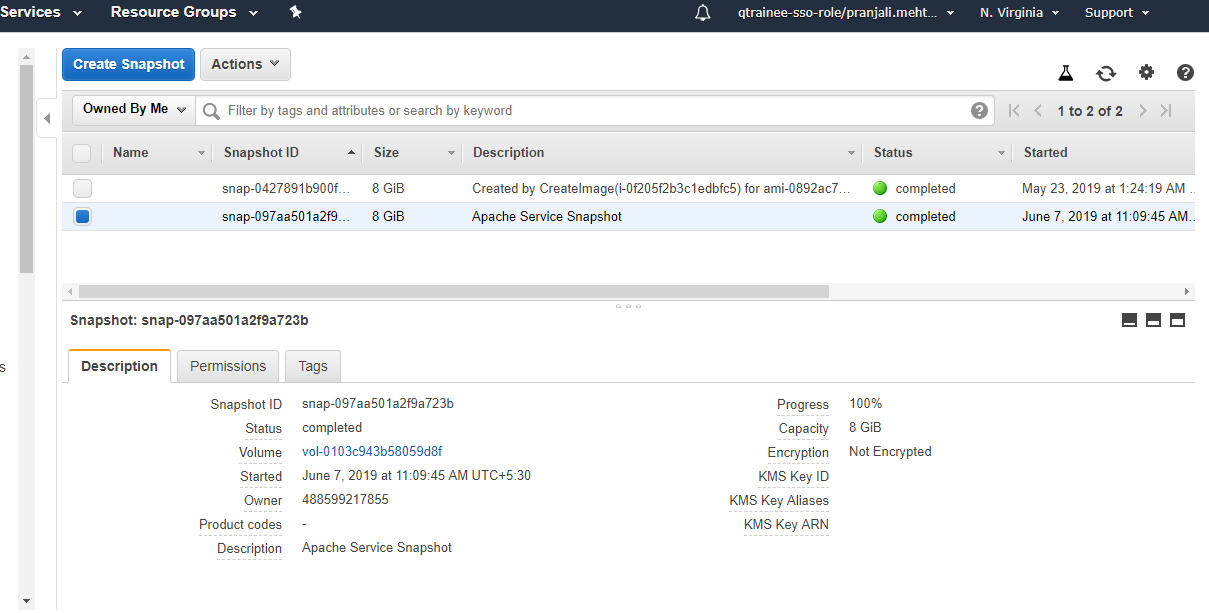 Services Resource Groups qtrainee-sso-role/pranjali.meht... N. Virginia Support
Create Snapshot Actions
Owned By Me Filter by tags and attributes or search by keyword ? 1 to 2 of 2
Name Snapshot ID Size Description Status Started
snap-0427891b900f... 8 GiB Created by CreateImage(i-0f205f2b3c1edbfc5) for ami-0892ac7... completed May 23, 2019 at 1:24:19 AM ..
snap-097aa501a2f9... 8 GiB Apache Service Snapshot completed June 7, 2019 at 11:09:45 AM..
Snapshot: snap-097aa501a2f9a723b
Description Permissions Tags
s
Snapshot ID snap-097aa501a2f9a723b Progress 100%
Status completed Capacity 8 GiB
Volume vol-0103c943b58059d8f Encryption Not Encrypted
Started June 7, 2019 at 11:09:45 AM UTC+5:30 KMS Key ID
Owner 488599217855 KMS Key Aliases
Product codes - KMS Key ARN
Description Apache Service Snapshot